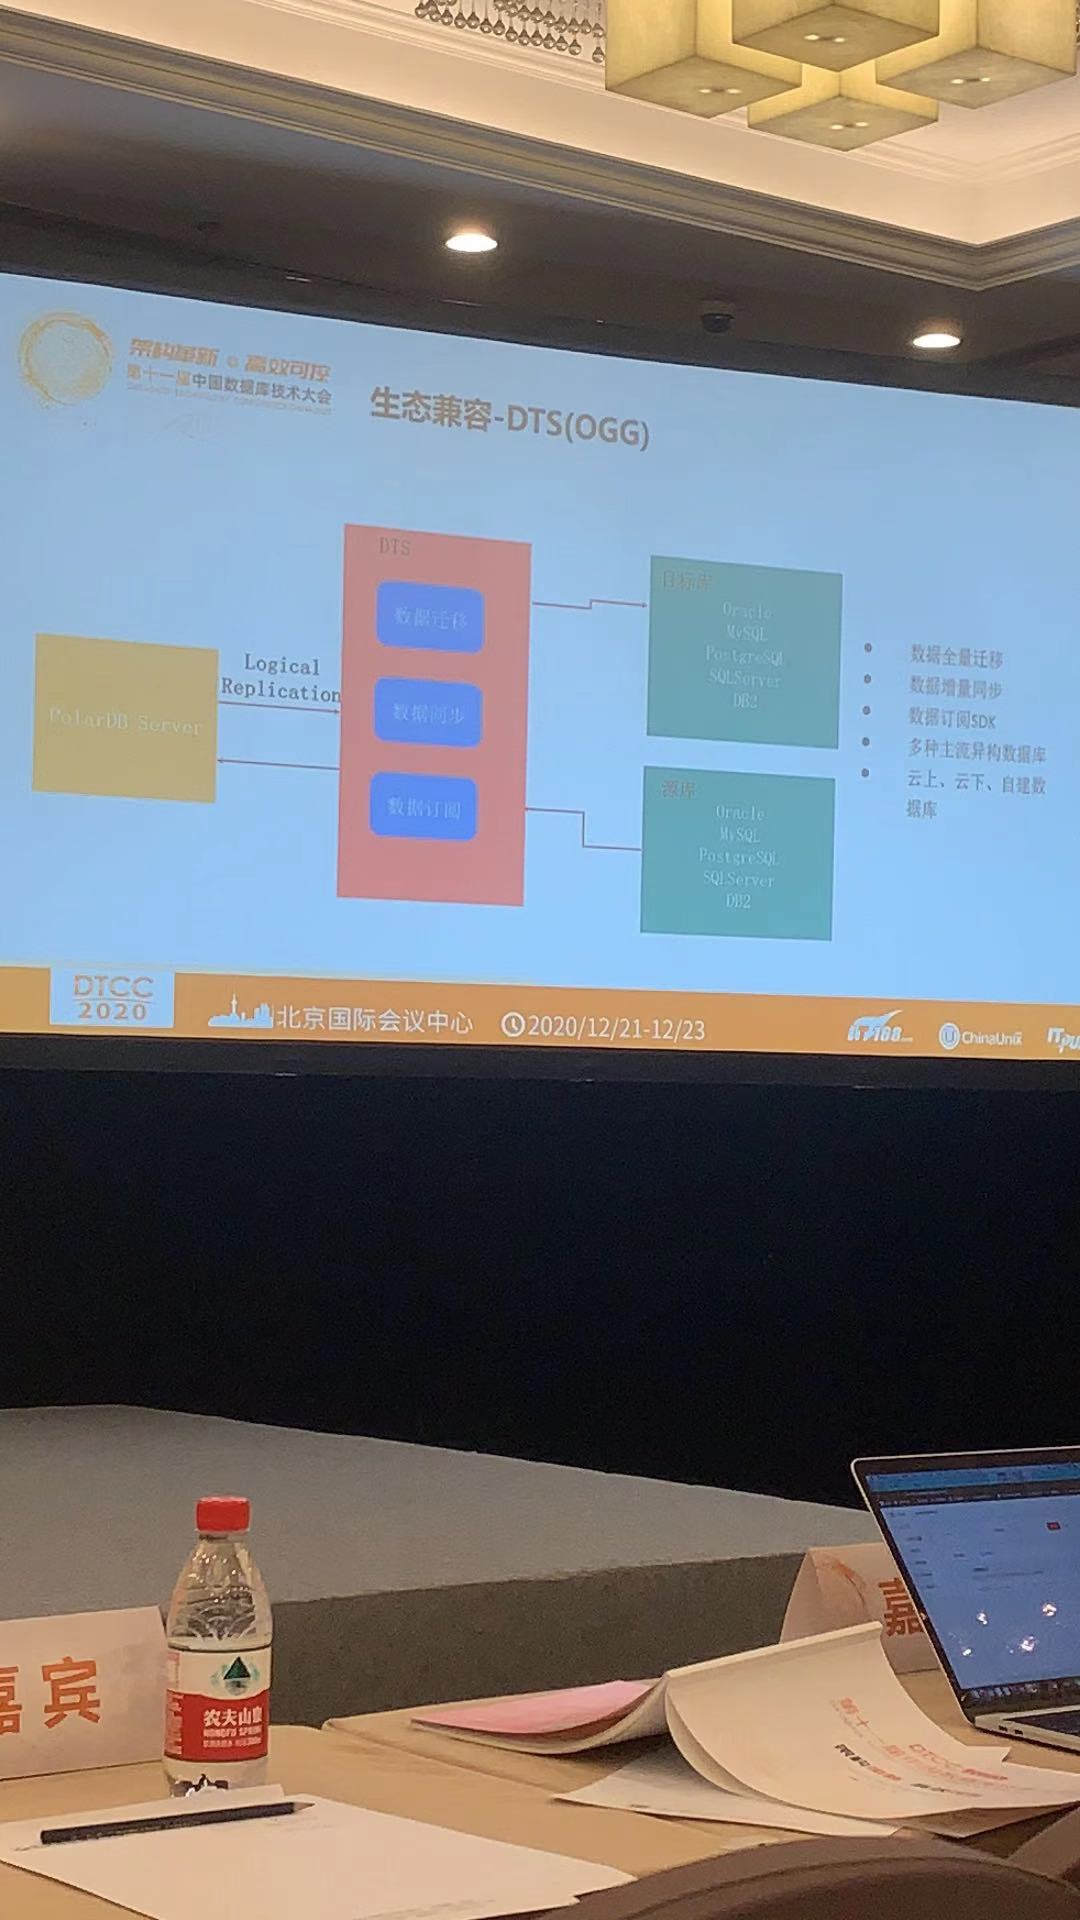 架构革新 高效可控
第十一届中国数据库技术大会
生态兼容-DTS(OGG)
DTS
数据迁移
数据同步
数据订阅
Logical
Replication
PolarDB Server
目标库
Oracle
MySQL
PostgreSQL
SQLServer
DB2
源库
Oracle
MySQL
PostgreSQL
SQLServer
DB2
数据全量迁移
数据增量同步
数据订阅SDK
多种主流异构数据库
云上、云下、自建数
据库
DTCC
2020
北京国际会议中心
2020/12/21-12/23
IT168.com
ChinaUnix
ITPU
嘉宾
农夫山泉
NONGFU SPRING
嘉
第十一届
DTCC